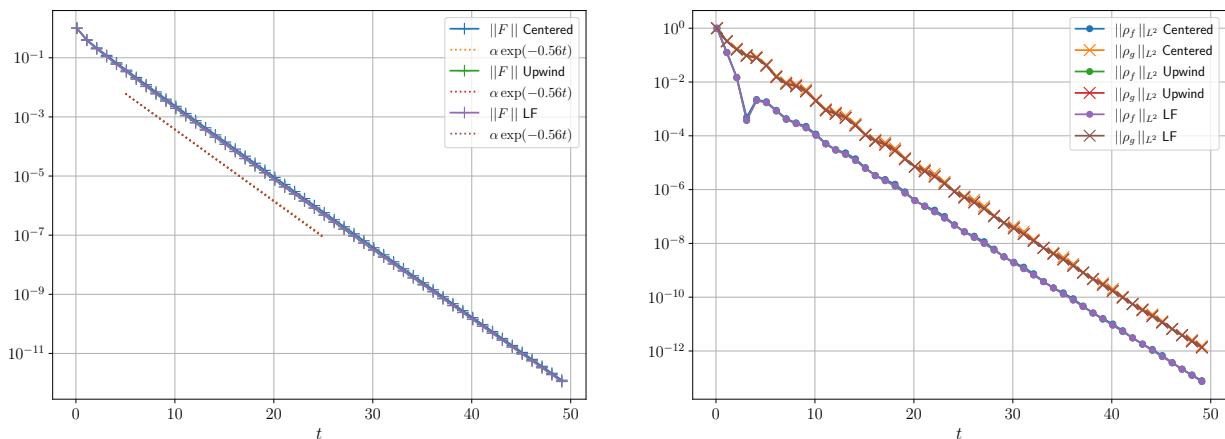 10^{-1}
10^{-3}
10^{-5}
10^{-7}
10^{-9}
10^{-11}
0 10 20 30 40 50
t
||F|| Centered
α exp(−0.56t)
||F|| Upwind
α exp(−0.56t)
||F|| LF
α exp(−0.56t)
10^{0}
10^{-2}
10^{-4}
10^{-6}
10^{-8}
10^{-10}
10^{-12}
0 10 20 30 40 50
t
||ρ_f||_{L^2} Centered
||ρ_g||_{L^2} Centered
||ρ_f||_{L^2} Upwind
||ρ_g||_{L^2} Upwind
||ρ_f||_{L^2} LF
||ρ_g||_{L^2} LF